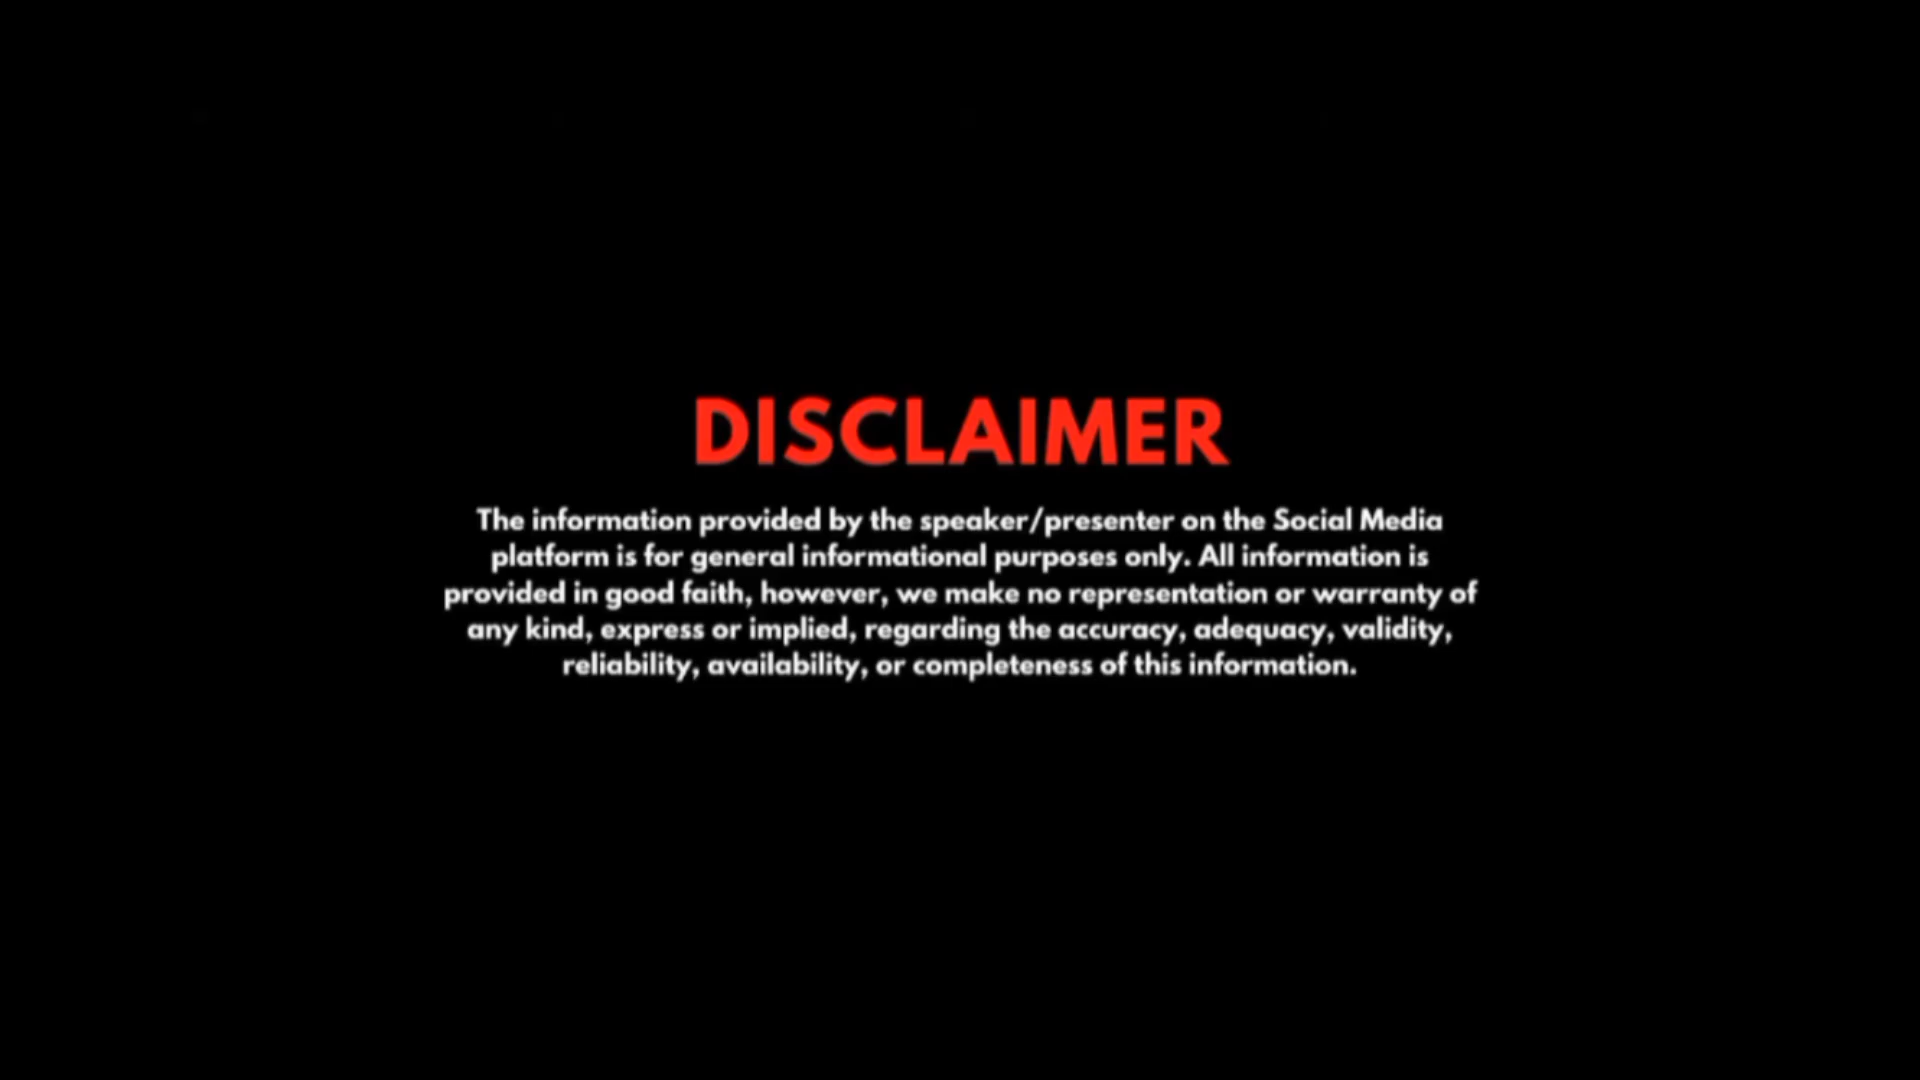 DISCLAIMER
The information provided by the speaker/presenter on the Social Media
platform is for general informational purposes only. All information is
provided in good faith, however, we make no representation or warranty of
any kind, express or implied, regarding the accuracy, adequacy, validity,
reliability, availability, or completeness of this information.